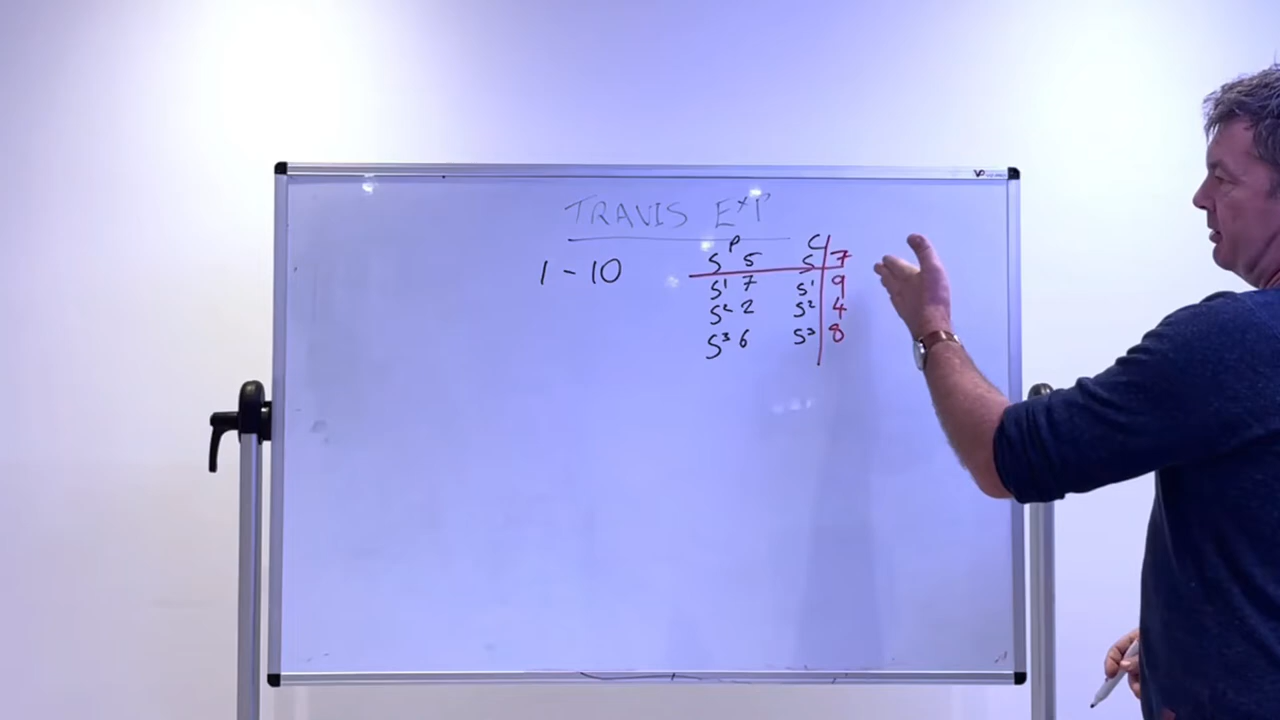 TRAVIS EXP
P C
1 - 10 S 5 S 7
S¹ 7 S¹ 9
S² 2 S² 4
S³ 6 S³ 8